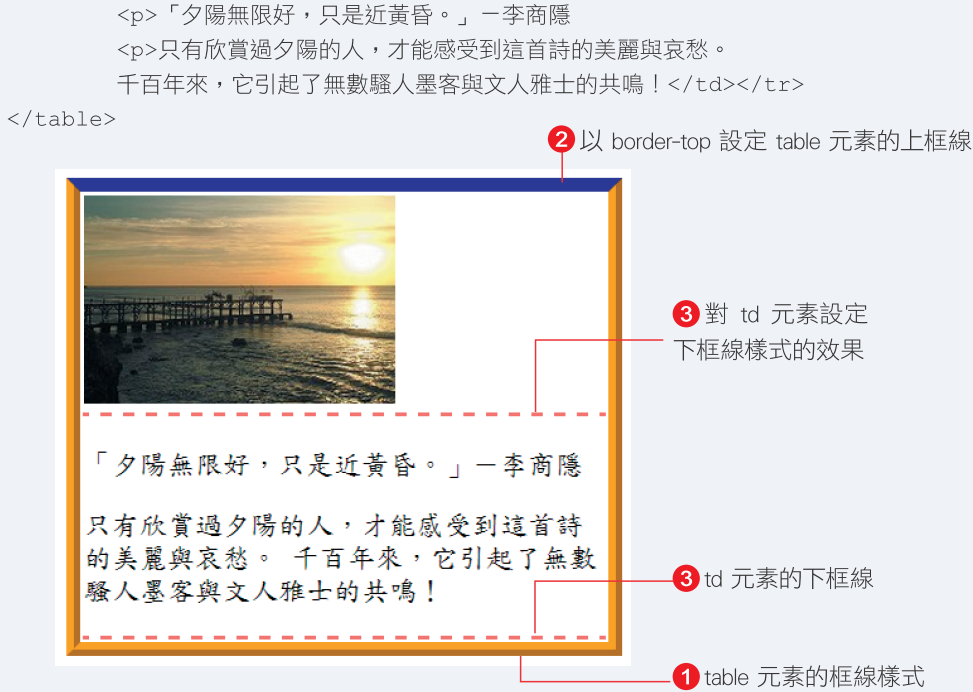 <p>「夕陽無限好，只是近黃昏。」－李商隱
<p>只有欣賞過夕陽的人，才能感受到這首詩的美麗與哀愁。
千百年來，它引起了無數騷人墨客與文人雅士的共鳴！</td></tr>
</table>
2 以 border-top 設定 table 元素的上框線
3 對 td 元素設定
下框線樣式的效果
「夕陽無限好，只是近黃昏。」－李商隱
只有欣賞過夕陽的人，才能感受到這首詩
的美麗與哀愁。 千百年來，它引起了無數
騷人墨客與文人雅士的共鳴！
3 td 元素的下框線
1 table 元素的框線樣式